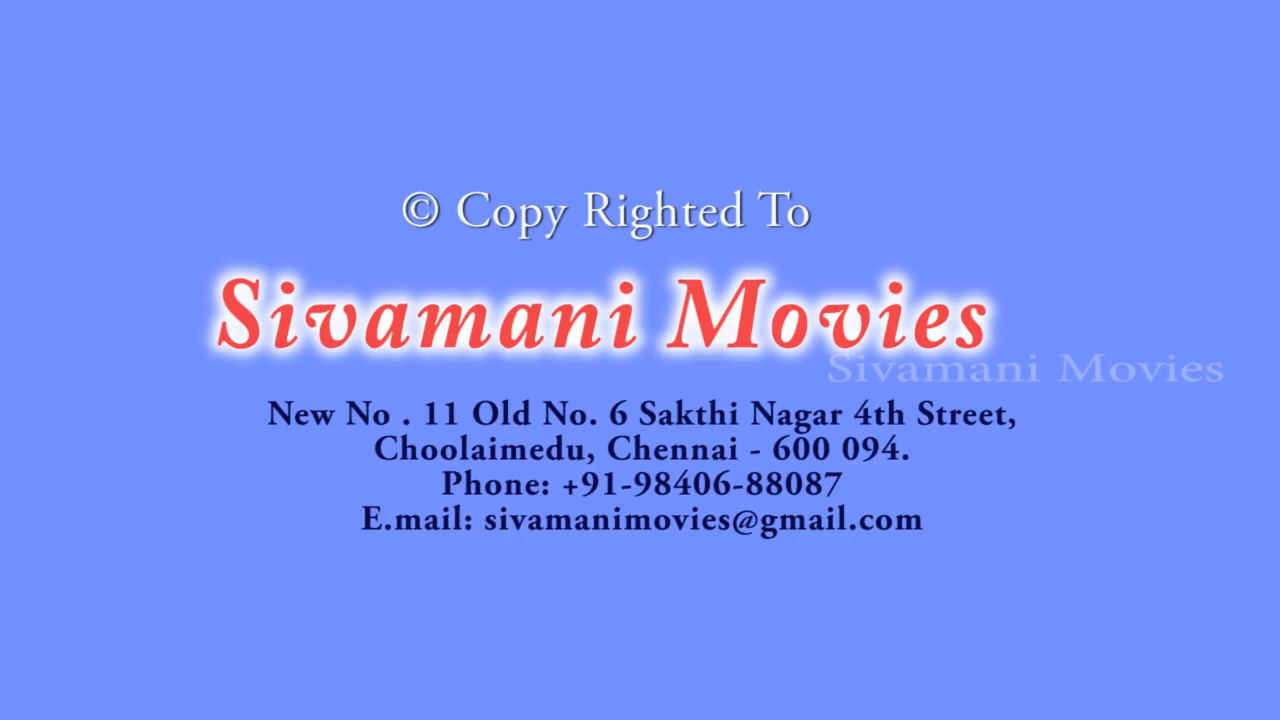 © Copy Righted To
Sivamani Movies
Sivamani Movies
New No . 11 Old No. 6 Sakthi Nagar 4th Street,
Choolaimedu, Chennai - 600 094.
Phone: +91-98406-88087
E.mail: sivamanimovies@gmail.com